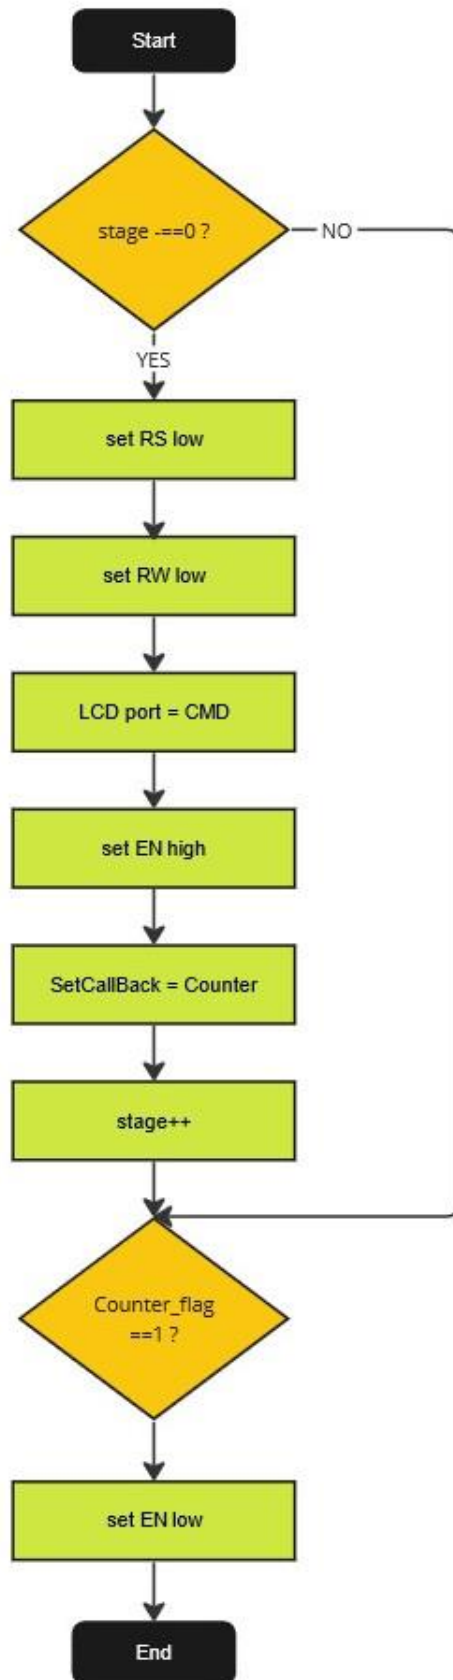 Start
stage -==0 ?
NO
YES
set RS low
set RW low
LCD port = CMD
set EN high
SetCallBack = Counter
stage++
Counter_flag
==1 ?
set EN low
End